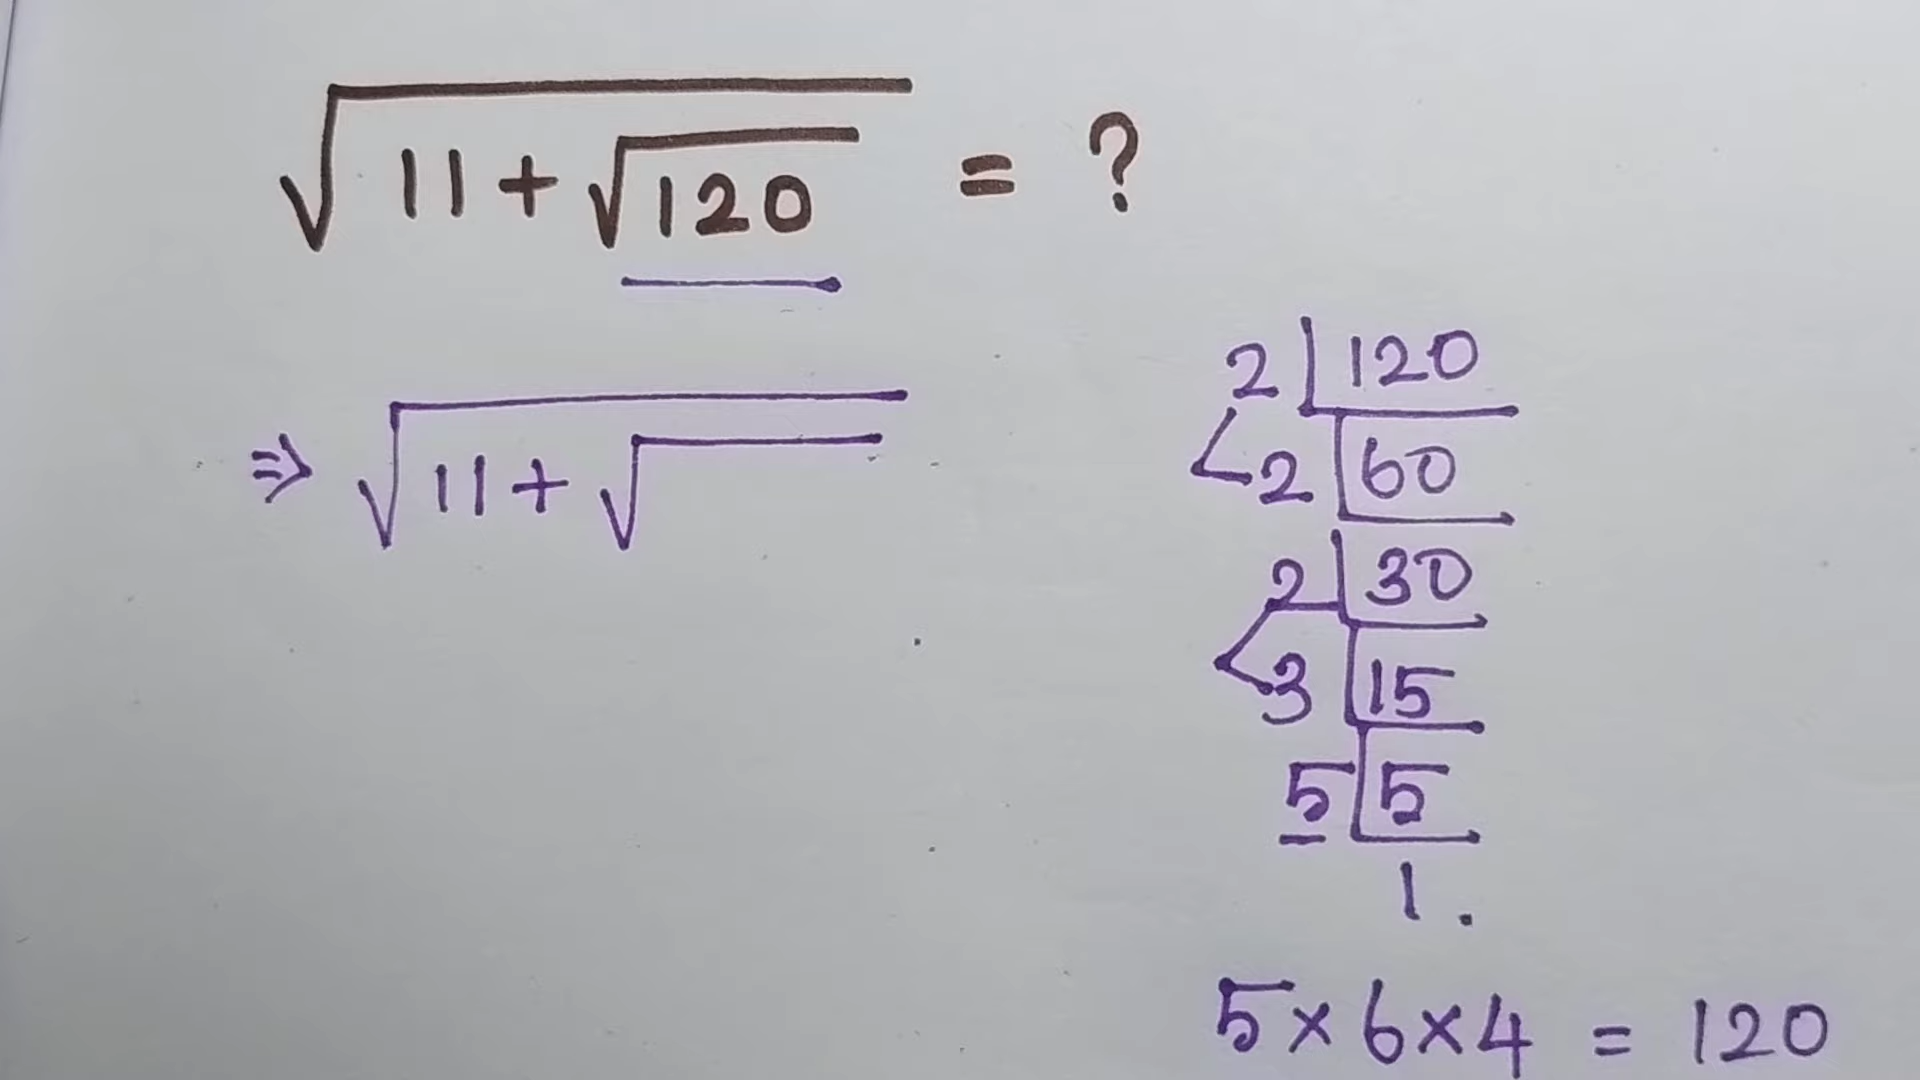 √11+√120 = ?
⇒ √11+√
2 | 120
2 | 60
2 | 30
3 | 15
5 | 5
1 .
5×6×4 = 120